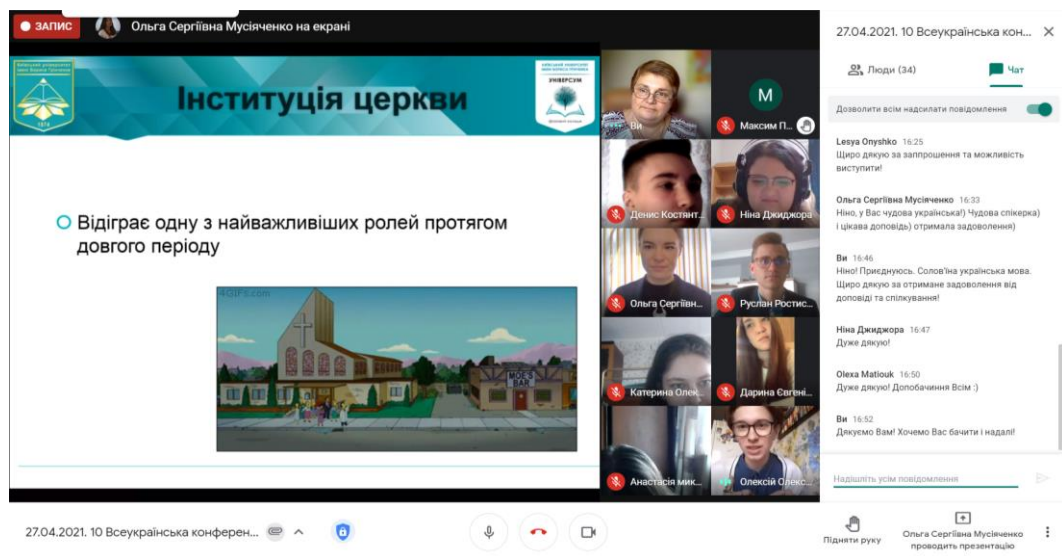 ЗАПИС
Ольга Сергіївна Мусіяченко на екрані
Інституція церкви
1874
УНІВЕРСУМ
Відіграє одну з найважливіших ролей протягом
довгого періоду
4GIFs.com
MOE'S
BAR
Ви
М
Максим П...
Денис Костянт...
Ніна Джиджора
Ольга Сергіївн...
Руслан Ростис...
Катерина Олек...
Дарина Євгені...
Анастасія мик...
Олексій Олекс...
27.04.2021. 10 Всеукраїнська кон...
Люди (34)
Чат
Дозволити всім надсилати повідомлення
Lesya Onyshko 16:25
Щиро дякую за заппрошення та можливість
виступити!
Ольга Сергіївна Мусіяченко 16:33
Ніно, у Вас чудова українська!) Чудова спікерка)
і цікава доповідь) отримала задоволення)
Ви 16:46
Ніно! Приєднуюсь. Солов'їна українська мова.
Щиро дякую за отримане задоволення від
доповіді та спілкування!
Ніна Джиджора 16:47
Дуже дякую!
Olexa Matiouk 16:50
Дуже дякую! Допобачиння Всім :)
Ви 16:52
Дякуємо Вам! Хочемо Вас бачити і надалі!
Надішліть усім повідомлення
27.04.2021. 10 Всеукраїнська конферен...
Підняти руку
Ольга Сергіївна Мусіяченко
проводить презентацію